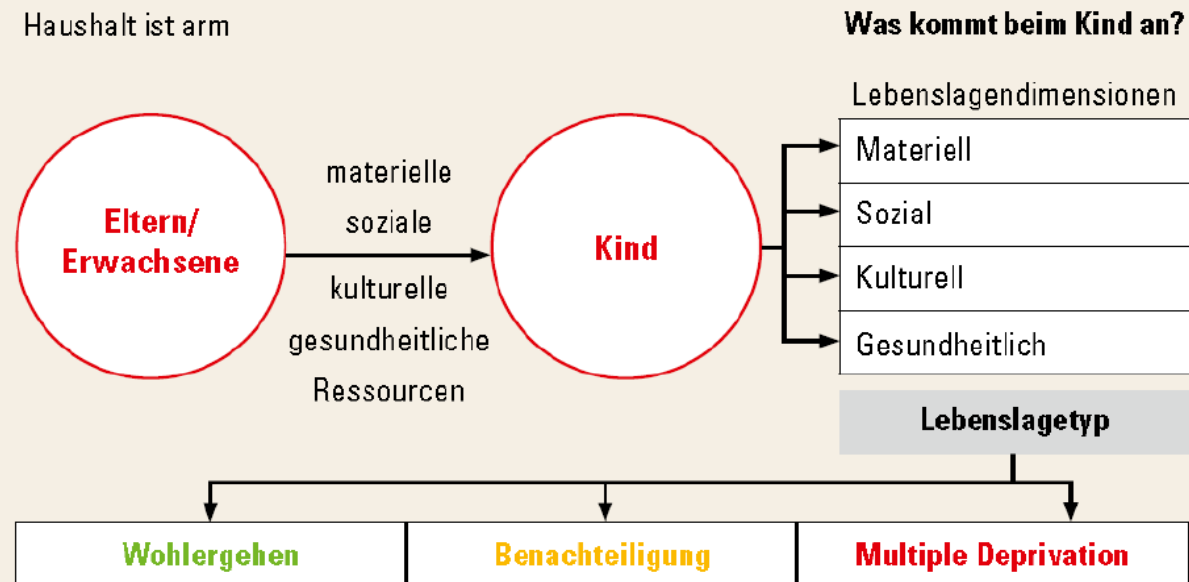 Haushalt ist arm
Was kommt beim Kind an?
Lebenslagendimensionen
Eltern/
Erwachsene
materielle
soziale
kulturelle
gesundheitliche
Ressourcen
Kind
Materiell
Sozial
Kulturell
Gesundheitlich
Lebenslagetyp
Wohlergehen
Benachteiligung
Multiple Deprivation